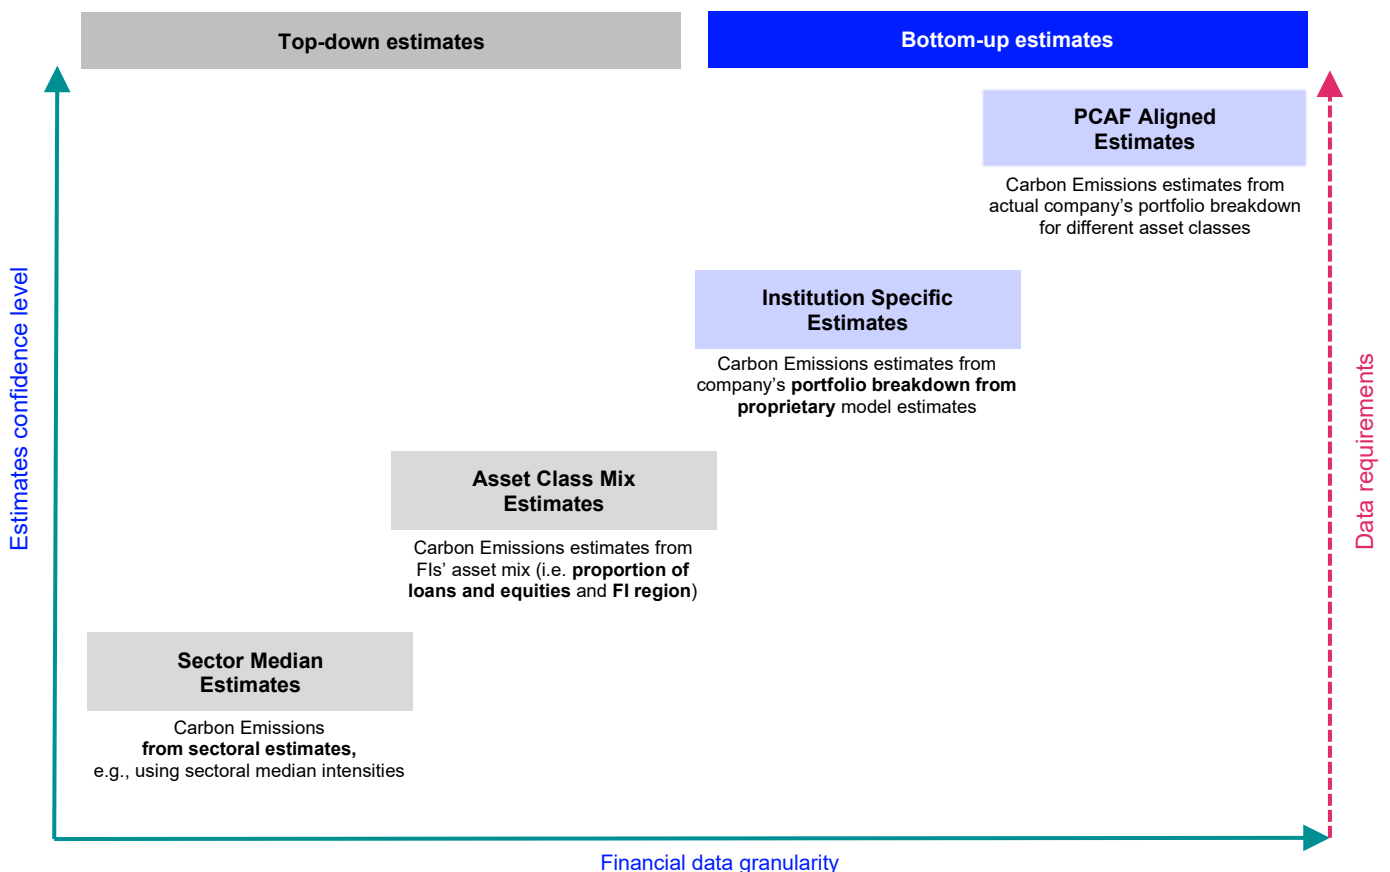 Top-down estimates
Bottom-up estimates
PCAF Aligned
Estimates
Carbon Emissions estimates from
actual company’s portfolio breakdown
for different asset classes
Institution Specific
Estimates
Carbon Emissions estimates from
company’s portfolio breakdown from
proprietary model estimates
Asset Class Mix
Estimates
Carbon Emissions estimates from
FIs’ asset mix (i.e. proportion of
loans and equities and FI region)
Sector Median
Estimates
Carbon Emissions
from sectoral estimates,
e.g., using sectoral median intensities
Estimates confidence level
Data requirements
Financial data granularity